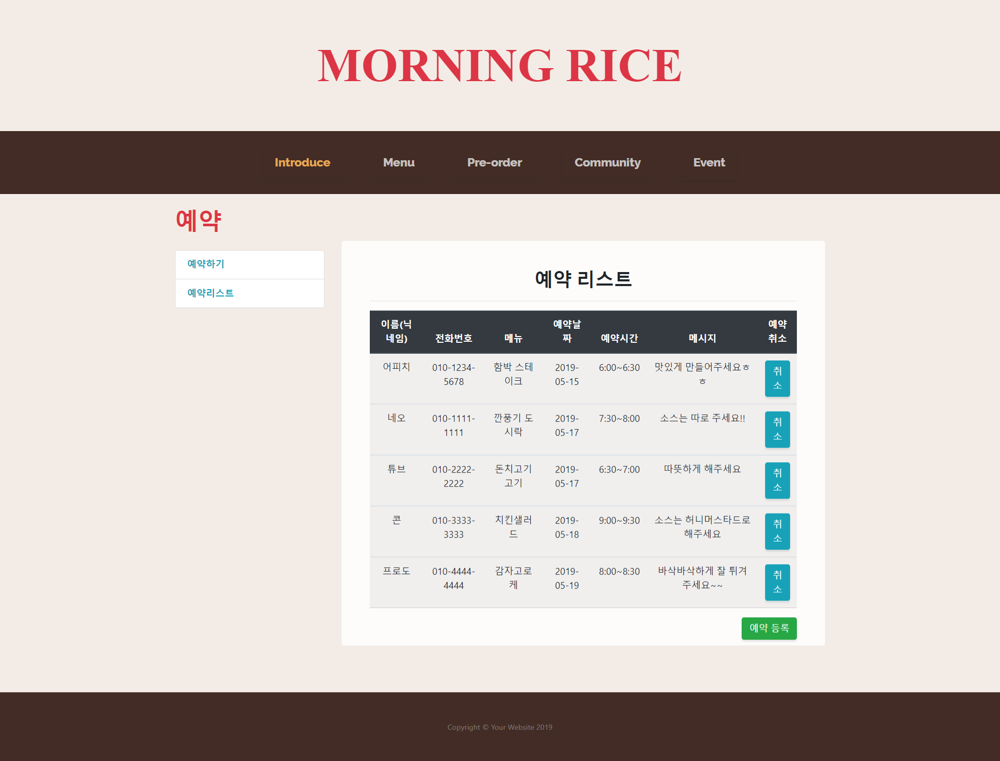 MORNING RICE
Introduce Menu Pre-order Community Event
예약
예약하기
예약리스트
예약 리스트
이름(닉 예약날 예약
네임) 전화번호 메뉴 짜 예약시간 메시지 취소
어피치 010-1234- 함박 스테 2019- 6:00~6:30 맛있게 만들어주세요ㅎ 취
5678 이크 05-15 ㅎ 소
네오 010-1111- 깐풍기 도 2019- 7:30~8:00 소스는 따로 주세요!! 취
1111 시락 05-17 소
튜브 010-2222- 돈치고기 2019- 6:30~7:00 따뜻하게 해주세요 취
2222 고기 05-17 소
콘 010-3333- 치킨샐러 2019- 9:00~9:30 소스는 허니머스타드로 취
3333 드 05-18 해주세요 소
프로도 010-4444- 감자고로 2019- 8:00~8:30 바삭바삭하게 잘 튀겨 취
4444 케 05-19 주세요~~ 소
예약 등록
Copyright © Your Website 2019